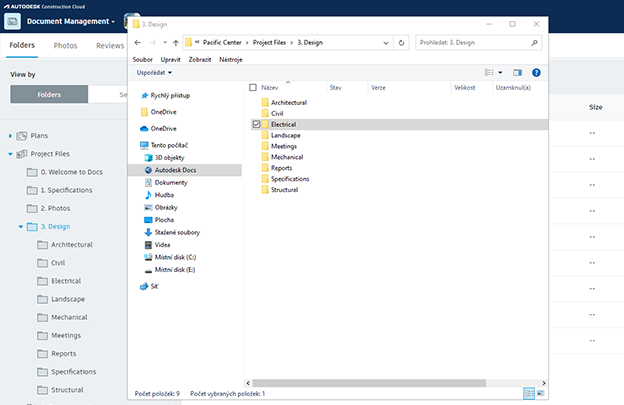 AUTODESK Construction Cloud
Document Management
Folders Photos Reviews
View by
Folders
Plans
Project Files
0. Welcome to Docs
1. Specifications
2. Photos
3. Design
Architectural
Civil
Electrical
Landscape
Mechanical
Meetings
Reports
Specifications
Structural
3. Design
« Pacific Center › Project Files › 3. Design
Prohledat: 3. Design
Soubor Upravit Zobrazit Nástroje
Uspořádat
Rychlý přístup
OneDrive
OneDrive
Tento počítač
3D objekty
Autodesk Docs
Dokumenty
Hudba
Obrázky
Plocha
Stažené soubory
Videa
Místní disk (C:)
Místní disk (E:)
Síť
Název Stav Verze Velikost Uzamknul(a)
Architectural
Civil
Electrical
Landscape
Meetings
Mechanical
Reports
Specifications
Structural
Počet položek: 9 Počet vybraných položek: 1
Size
--
--
--
--
--
--
--
--
--